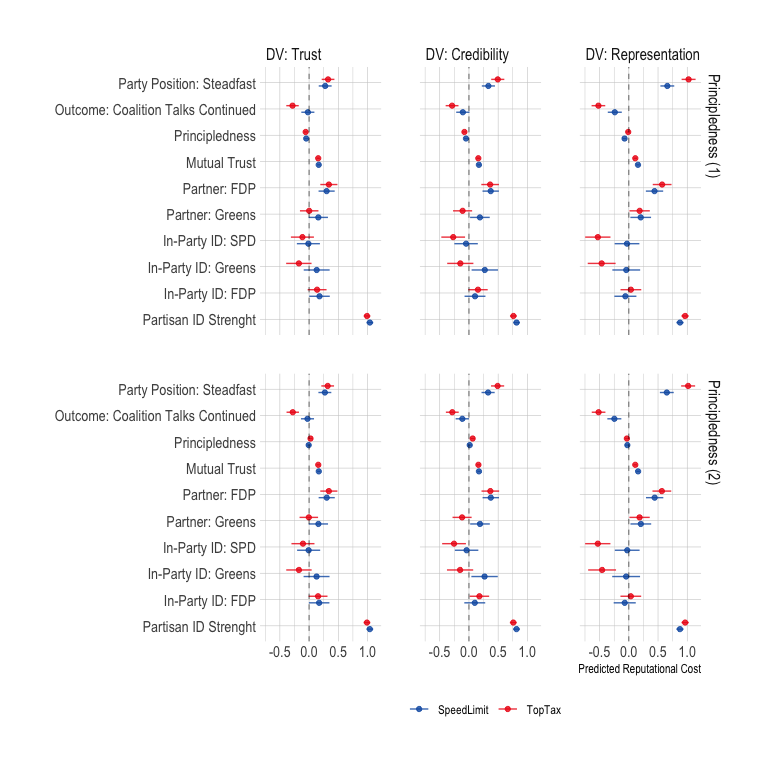 DV: Trust DV: Credibility DV: Representation
Principledness (1)
Party Position: Steadfast
Outcome: Coalition Talks Continued
Principledness
Mutual Trust
Partner: FDP
Partner: Greens
In-Party ID: SPD
In-Party ID: Greens
In-Party ID: FDP
Partisan ID Strenght
Principledness (2)
Party Position: Steadfast
Outcome: Coalition Talks Continued
Principledness
Mutual Trust
Partner: FDP
Partner: Greens
In-Party ID: SPD
In-Party ID: Greens
In-Party ID: FDP
Partisan ID Strenght
-0.5 0.0 0.5 1.0 -0.5 0.0 0.5 1.0 -0.5 0.0 0.5 1.0
Predicted Reputational Cost
SpeedLimit TopTax